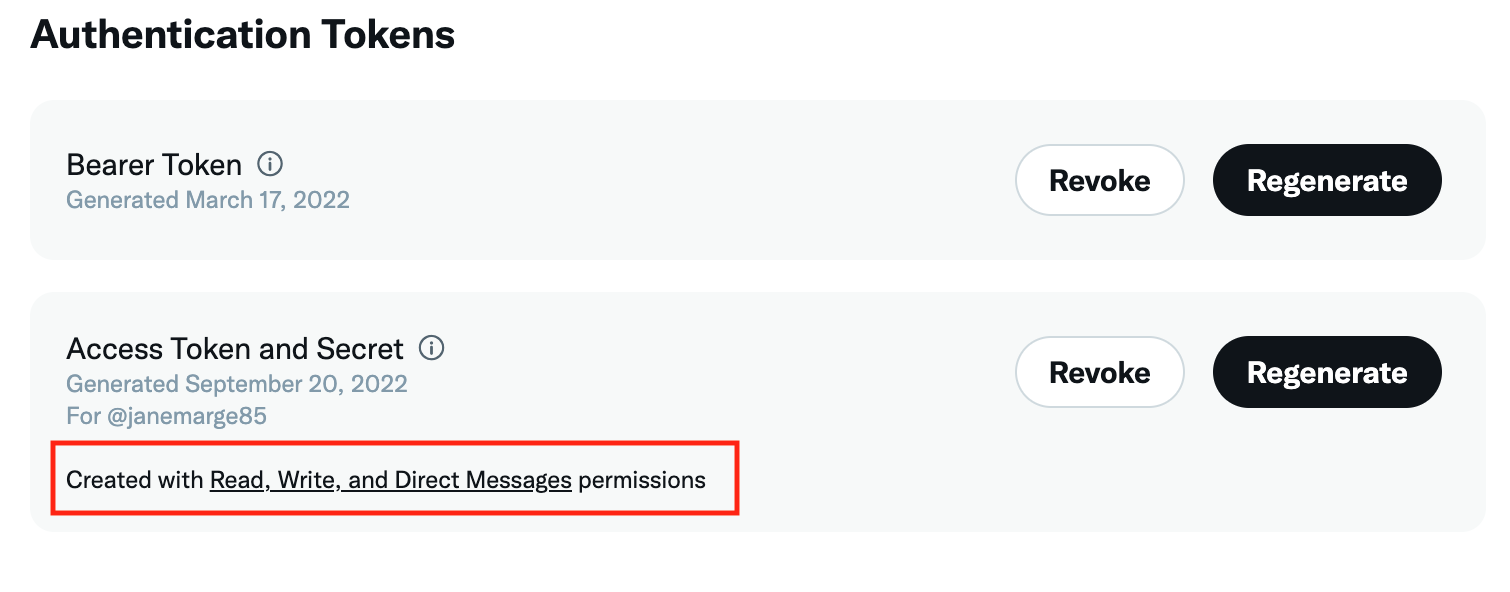 Authentication Tokens
Bearer Token
Generated March 17, 2022
Revoke
Regenerate
Access Token and Secret
Generated September 20, 2022
For @janemarge85
Created with Read, Write, and Direct Messages permissions
Revoke
Regenerate